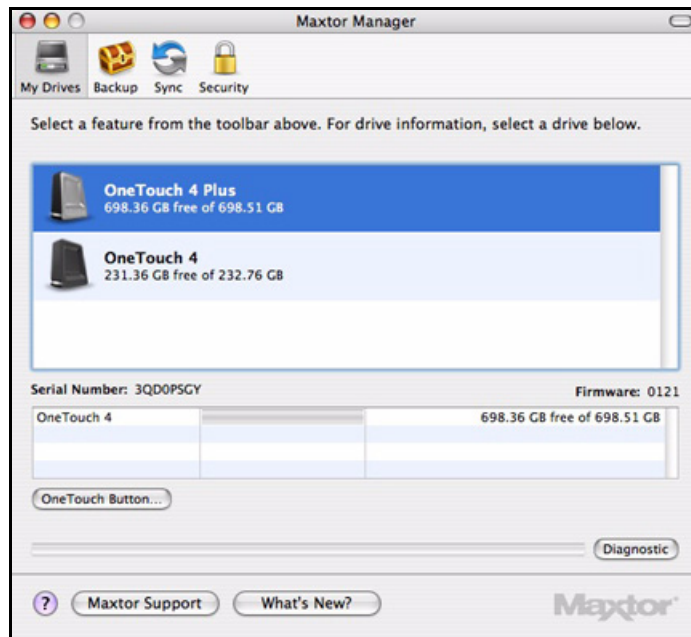 Maxtor Manager
My Drives Backup Sync Security
Select a feature from the toolbar above. For drive information, select a drive below.
OneTouch 4 Plus
698.36 GB free of 698.51 GB
OneTouch 4
231.36 GB free of 232.76 GB
Serial Number: 3QD0PSGY Firmware: 0121
OneTouch 4 698.36 GB free of 698.51 GB
OneTouch Button...
Diagnostic
? Maxtor Support What's New? Maxtor